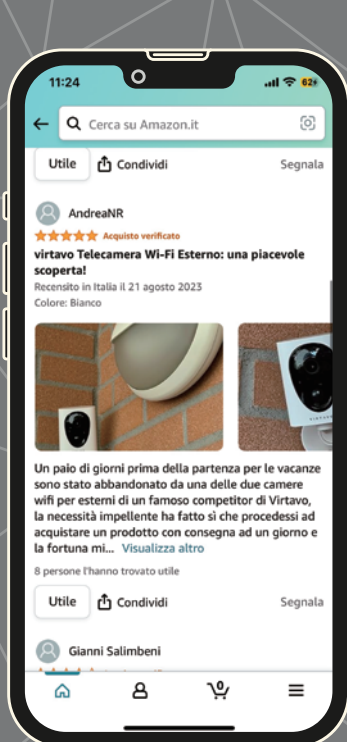 11:24
62
Cerca su Amazon.it
Utile
Condividi
Segnala
AndreaNR
Acquisto verificato
virtavo Telecamera Wi-Fi Esterno: una piacevole
scoperta!
Recensito in Italia il 21 agosto 2023
Colore: Bianco
Un paio di giorni prima della partenza per le vacanze
sono stato abbandonato da una delle due camere
wifi per esterni di un famoso competitor di Virtavo,
la necessità impellente ha fatto sì che procedessi ad
acquistare un prodotto con consegna ad un giorno e
la fortuna mi... Visualizza altro
8 persone l'hanno trovato utile
Utile
Condividi
Segnala
Gianni Salimbeni
0